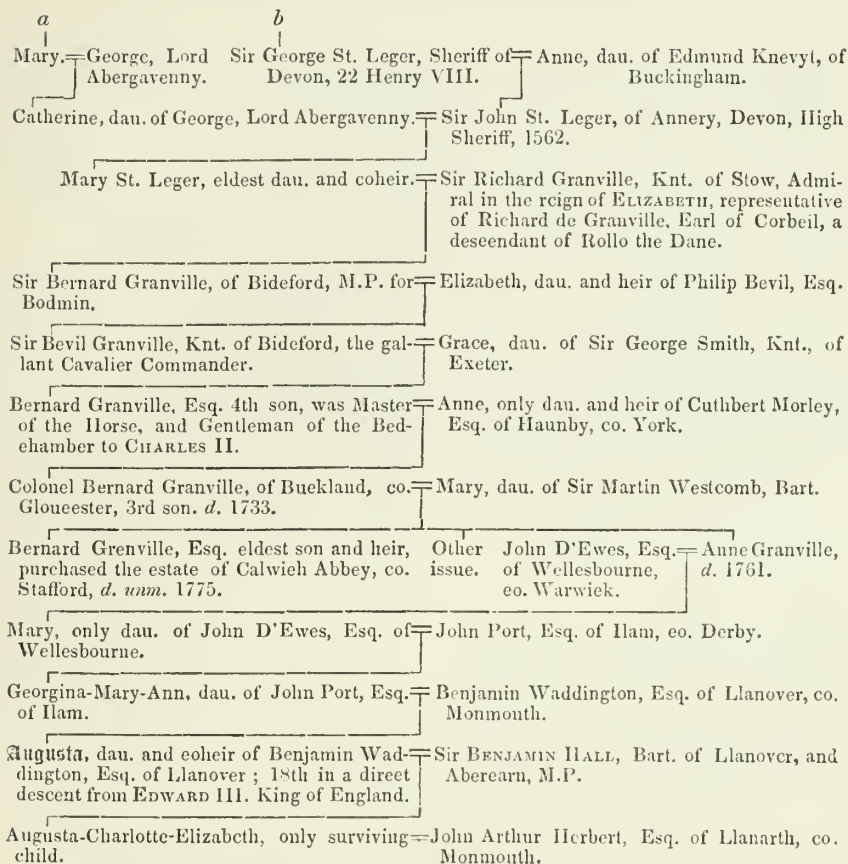 a b
Mary. George, Lord Sir George St. Leger, Sheriff of Anne, dau. of Edmund Knevyt, of
Abergavenny. Devon, 22 Henry VIII. Buckingham.
Catherine, dau. of George, Lord Abergavenny. Sir John St. Leger, of Annery, Devon, High
Sheriff, 1562.
Mary St. Leger, eldest dau. and coheir. Sir Richard Granville, Knt. of Stow, Admi-
ral in the reign of ELIZABETH, representative
of Richard de Granville, Earl of Corbeil, a
descendant of Rollo the Dane.
Sir Bernard Granville, of Bideford, M.P. for Elizabeth, dau. and heir of Philip Bevil, Esq.
Bodmin.
Sir Bevil Granville, Knt. of Bideford, the gal- Grace, dau. of Sir George Smith, Knt., of
lant Cavalier Commander. Exeter.
Bernard Granville, Esq. 4th son, was Master Anne, only dau. and heir of Cuthbert Morley,
of the Horse, and Gentleman of the Bed- Esq. of Haunby, co. York.
chamber to CHARLES II.
Colonel Bernard Granville, of Buckland, co. Mary, dau. of Sir Martin Westcomb, Bart.
Gloucester, 3rd son. d. 1733.
Bernard Grenville, Esq. eldest son and heir, Other John D'Ewes, Esq. Anne Granville,
purchased the estate of Calwich Abbey, co. issue. of Wellesbourne, d. 1761.
Stafford, d. unm. 1775. co. Warwick.
Mary, only dau. of John D'Ewes, Esq. of John Port, Esq. of Ilam, co. Derby.
Wellesbourne.
Georgina-Mary-Ann, dau. of John Port, Esq. Benjamin Waddington, Esq. of Llanover, co.
of Ilam. Monmouth.
Augusta, dau. and coheir of Benjamin Wad- Sir BENJAMIN HALL, Bart. of Llanover, and
dington, Esq. of Llanover; 18th in a direct Abercarn, M.P.
descent from EDWARD III. King of England.
Augusta-Charlotte-Elizabeth, only surviving John Arthur Herbert, Esq. of Llanarth, co.
child. Monmouth.